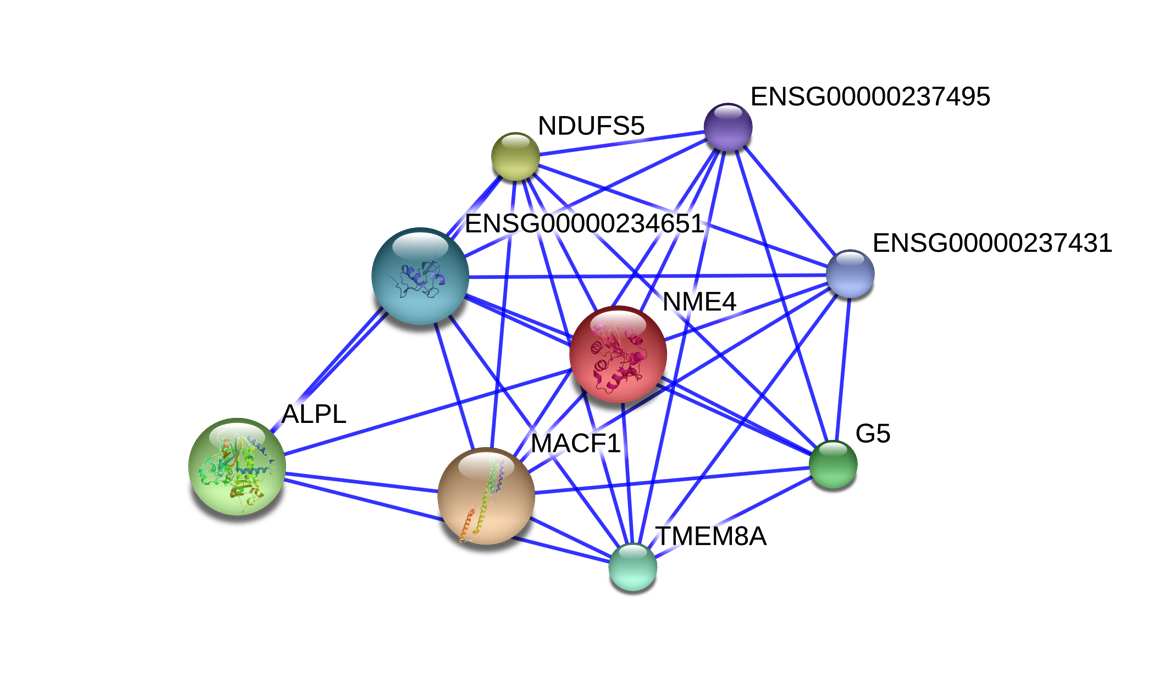 ENSG00000237495
NDUFS5
ENSG00000234651
ENSG00000237431
NME4
ALPL
G5
MACF1
TMEM8A